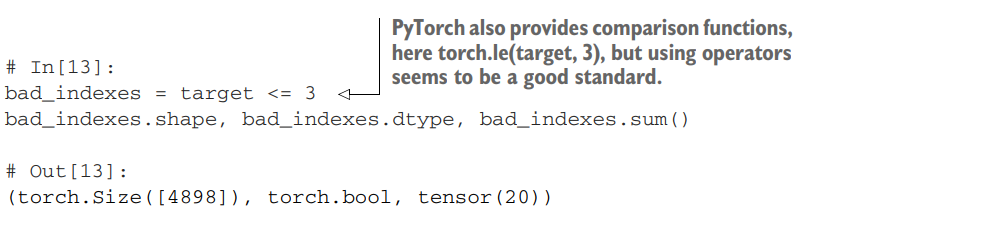 PyTorch also provides comparison functions,
here torch.le(target, 3), but using operators
seems to be a good standard.
# In[13]:
bad_indexes = target <= 3
bad_indexes.shape, bad_indexes.dtype, bad_indexes.sum()
# Out[13]:
(torch.Size([4898]), torch.bool, tensor(20))